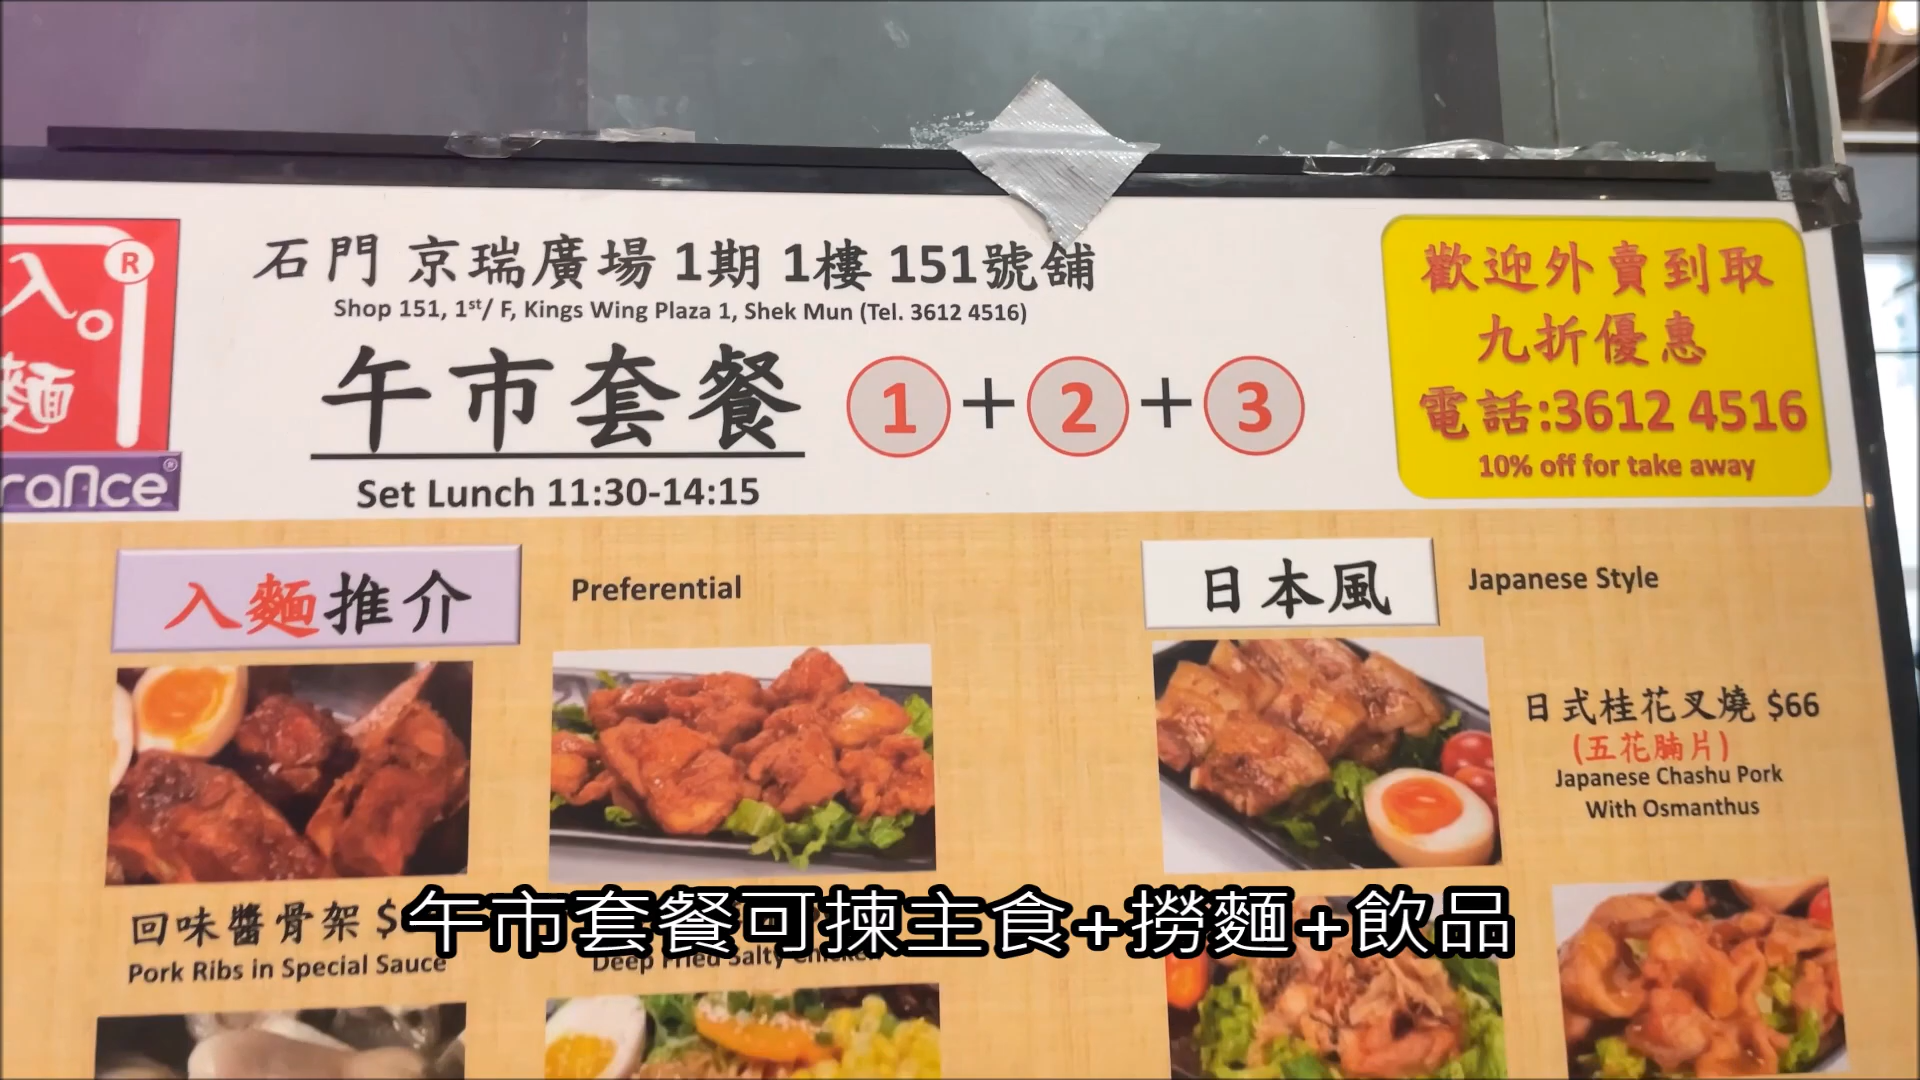 入。
®
麵
rance®
石門 京瑞廣場 1期 1樓 151號舖
Shop 151, 1st/ F, Kings Wing Plaza 1, Shek Mun (Tel. 3612 4516)
午市套餐 1+2+3
Set Lunch 11:30-14:15
歡迎外賣到取
九折優惠
電話:3612 4516
10% off for take away
入麵推介
Preferential
日本風
Japanese Style
日式桂花叉燒 $66
(五花腩片)
Japanese Chashu Pork
With Osmanthus
回味醬骨架 $
Pork Ribs in Special Sauce
Deep Fried Salty Chicken
午市套餐可揀主食+撈麵+飲品